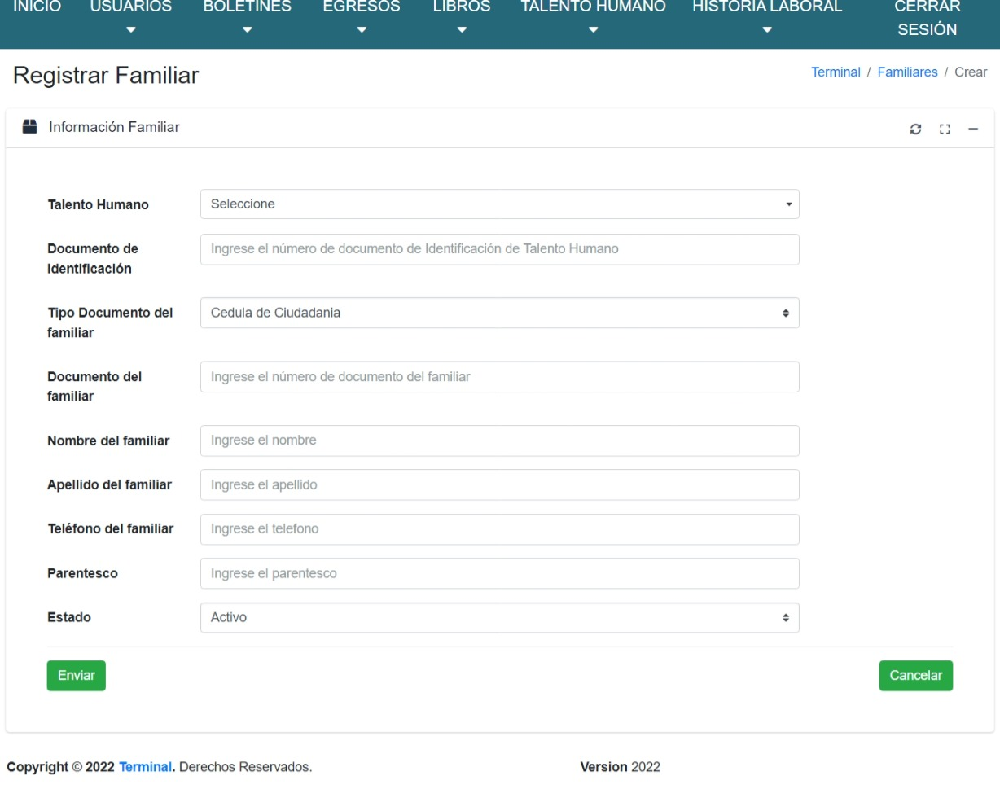 INICIO USUARIOS BOLETINES EGRESOS LIBROS TALENTO HUMANO HISTORIA LABORAL CERRAR
SESIÓN
Registrar Familiar
Terminal / Familiares / Crear
Información Familiar
Talento Humano
Seleccione
Documento de
Identificación
Ingrese el número de documento de Identificación de Talento Humano
Tipo Documento del
familiar
Cedula de Ciudadania
Documento del
familiar
Ingrese el número de documento del familiar
Nombre del familiar
Ingrese el nombre
Apellido del familiar
Ingrese el apellido
Teléfono del familiar
Ingrese el telefono
Parentesco
Ingrese el parentesco
Estado
Activo
Enviar
Cancelar
Copyright © 2022 Terminal. Derechos Reservados.
Version 2022